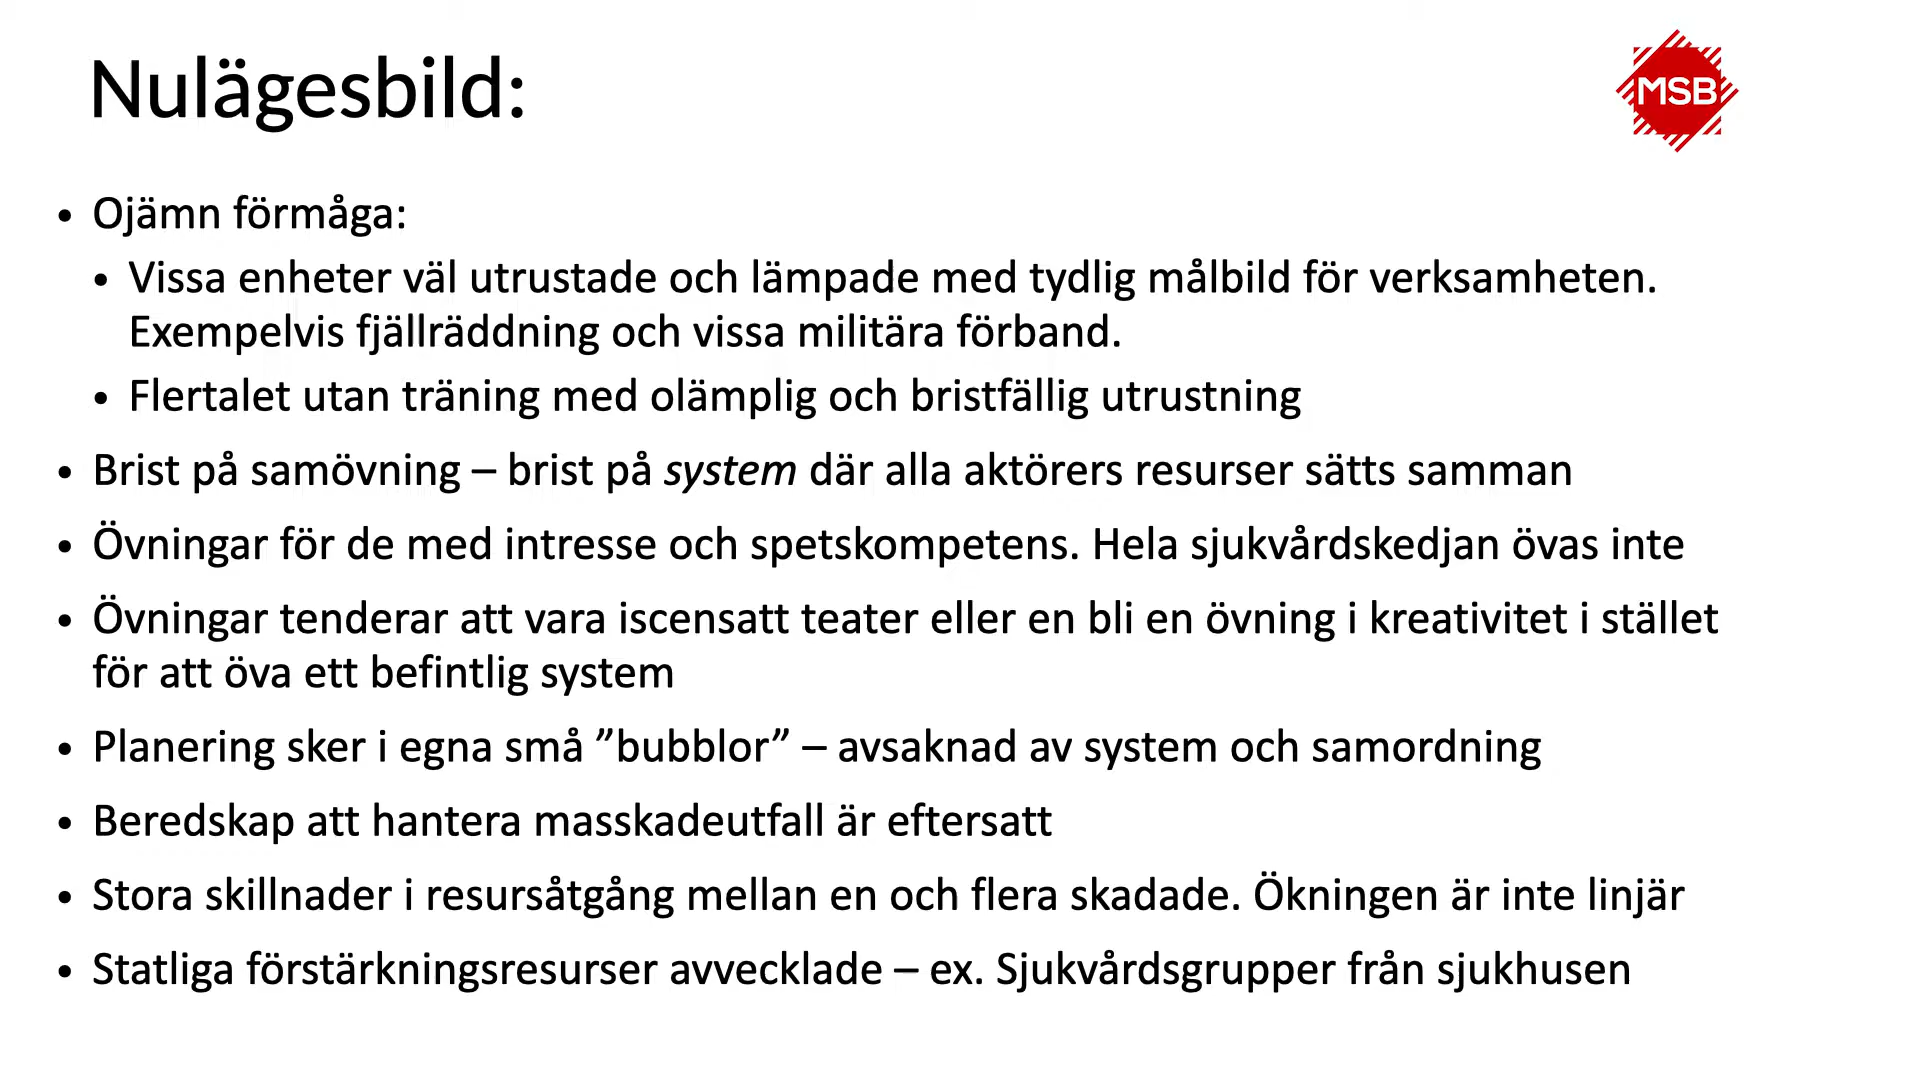 Nulägesbild:
MSB
• Ojämn förmåga:
• Vissa enheter väl utrustade och lämpade med tydlig målbild för verksamheten.
Exempelvis fjällräddning och vissa militära förband.
• Flertalet utan träning med olämplig och bristfällig utrustning
• Brist på samövning – brist på system där alla aktörers resurser sätts samman
• Övningar för de med intresse och spetskompetens. Hela sjukvårdskedjan övas inte
• Övningar tenderar att vara iscensatt teater eller en bli en övning i kreativitet i stället
för att öva ett befintlig system
• Planering sker i egna små ”bubblor” – avsaknad av system och samordning
• Beredskap att hantera masskadeutfall är eftersatt
• Stora skillnader i resursåtgång mellan en och flera skadade. Ökningen är inte linjär
• Statliga förstärkningsresurser avvecklade – ex. Sjukvårdsgrupper från sjukhusen